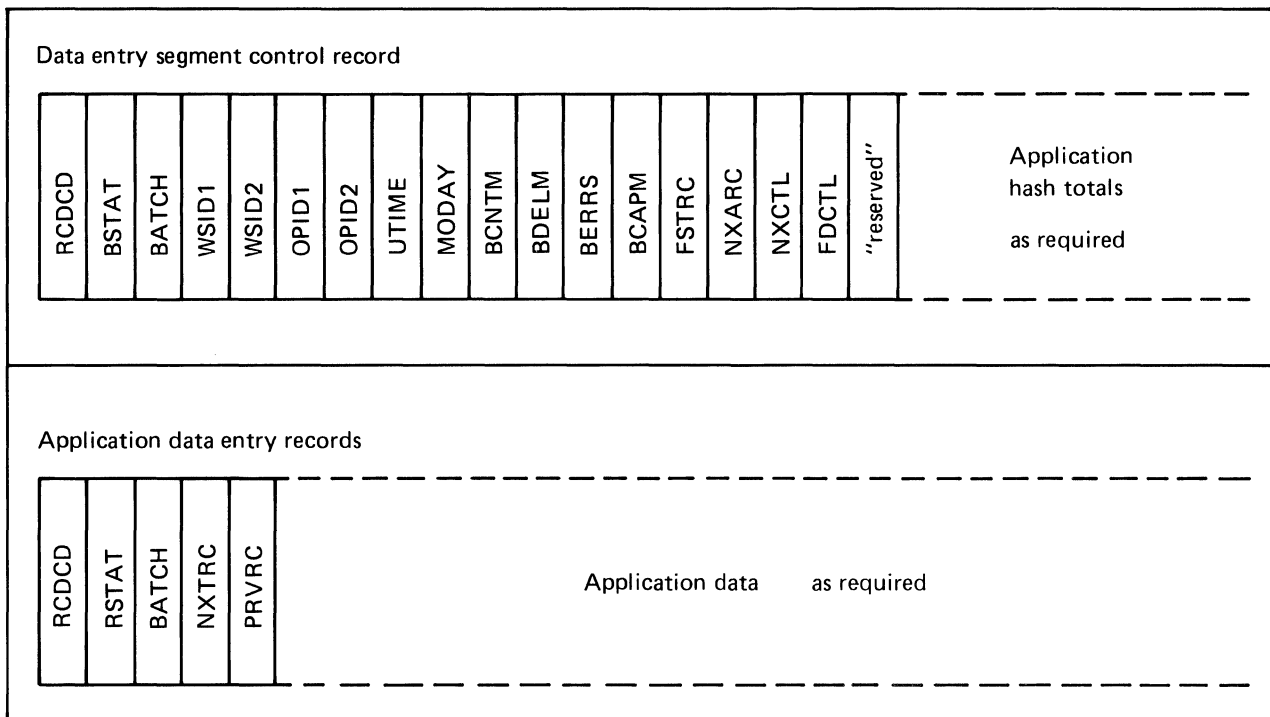 Data entry segment control record
RCDCD
BSTAT
BATCH
WSID1
WSID2
OPID1
OPID2
UTIME
MODAY
BCNTM
BDELM
BERRS
BCAPM
FSTRC
NXARC
NXCTL
FDCTL
"reserved"
Application
hash totals
as required
Application data entry records
RCDCD
RSTAT
BATCH
NXTRC
PRVRC
Application data as required